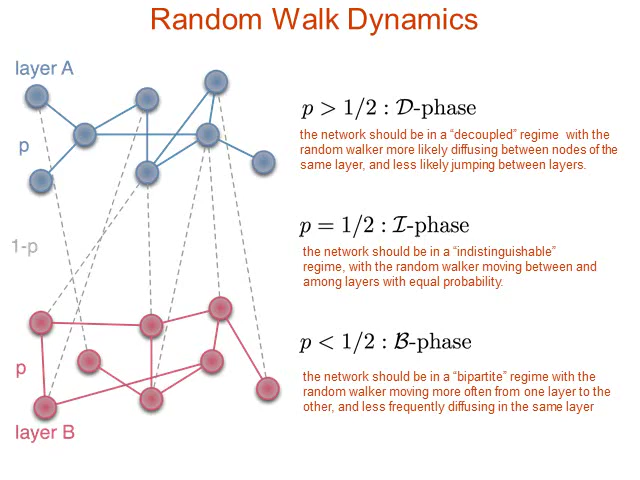 Random Walk Dynamics
layer A
p
1-p
p
layer B
p > 1/2 : 𝒟-phase
the network should be in a “decoupled” regime with the
random walker more likely diffusing between nodes of the
same layer, and less likely jumping between layers.
p = 1/2 : ℐ-phase
the network should be in a “indistinguishable”
regime, with the random walker moving between and
among layers with equal probability.
p < 1/2 : ℬ-phase
the network should be in a “bipartite” regime with the
random walker moving more often from one layer to the
other, and less frequently diffusing in the same layer